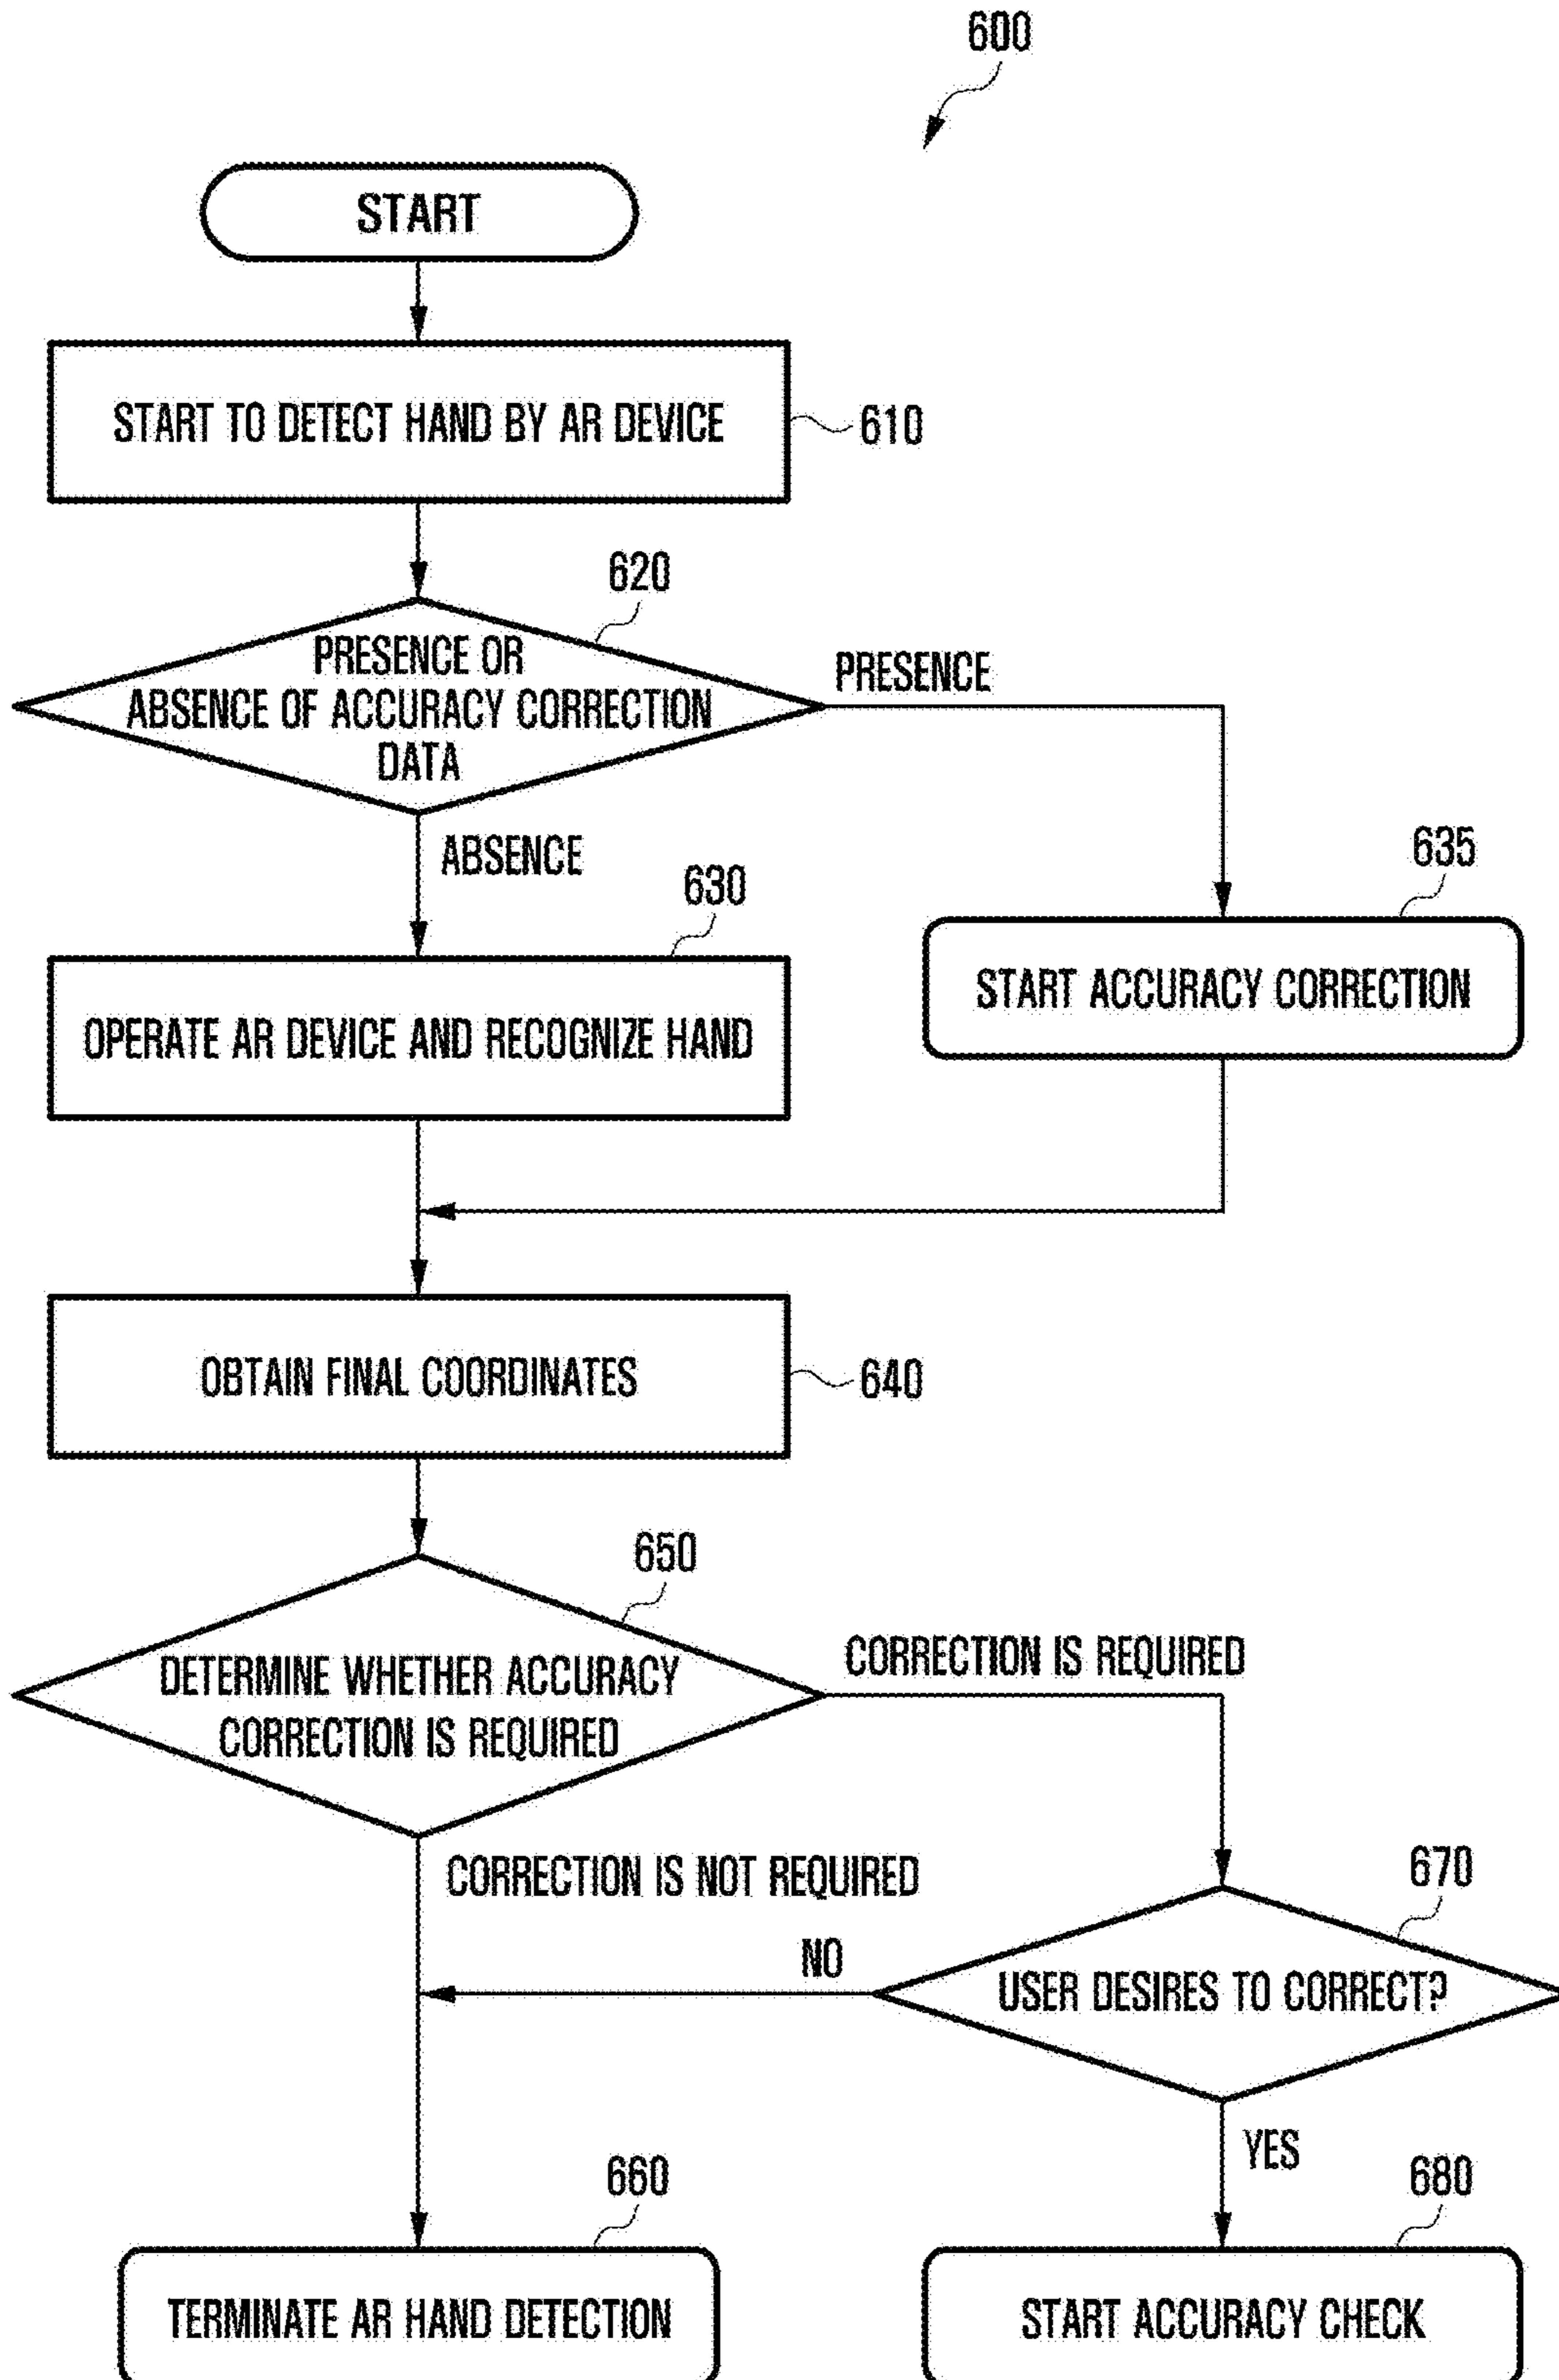 600
START
START TO DETECT HAND BY AR DEVICE
610
620
PRESENCE OR
ABSENCE OF ACCURACY CORRECTION
DATA
PRESENCE
ABSENCE
630
635
OPERATE AR DEVICE AND RECOGNIZE HAND
START ACCURACY CORRECTION
OBTAIN FINAL COORDINATES
640
650
DETERMINE WHETHER ACCURACY
CORRECTION IS REQUIRED
CORRECTION IS REQUIRED
CORRECTION IS NOT REQUIRED
670
USER DESIRES TO CORRECT?
NO
YES
660
680
TERMINATE AR HAND DETECTION
START ACCURACY CHECK